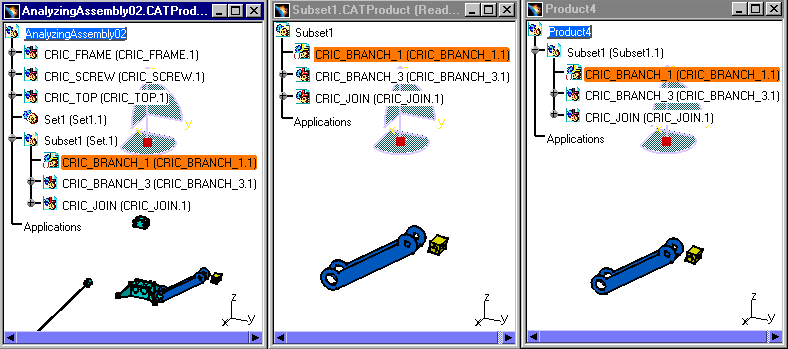 AnalyzingAssembly02.CATProd...
AnalyzingAssembly02
CRIC_FRAME (CRIC_FRAME.1)
CRIC_SCREW (CRIC_SCREW.1)
CRIC_TOP (CRIC_TOP.1)
Set1 (Set1.1)
Subset1 (Set.1)
CRIC_BRANCH_1 (CRIC_BRANCH_1.1)
CRIC_BRANCH_3 (CRIC_BRANCH_3.1)
CRIC_JOIN (CRIC_JOIN.1)
Applications
y
z
x
y
Subset1.CATProduct (Read...
Subset1
CRIC_BRANCH_1 (CRIC_BRANCH_1.1)
CRIC_BRANCH_3 (CRIC_BRANCH_3.1)
CRIC_JOIN (CRIC_JOIN.1)
Applications
y
z
x
y
Product4
Product4
Subset1 (Subset1.1)
CRIC_BRANCH_1 (CRIC_BRANCH_1.1)
CRIC_BRANCH_3 (CRIC_BRANCH_3.1)
CRIC_JOIN (CRIC_JOIN.1)
Applications
y
z
x
y